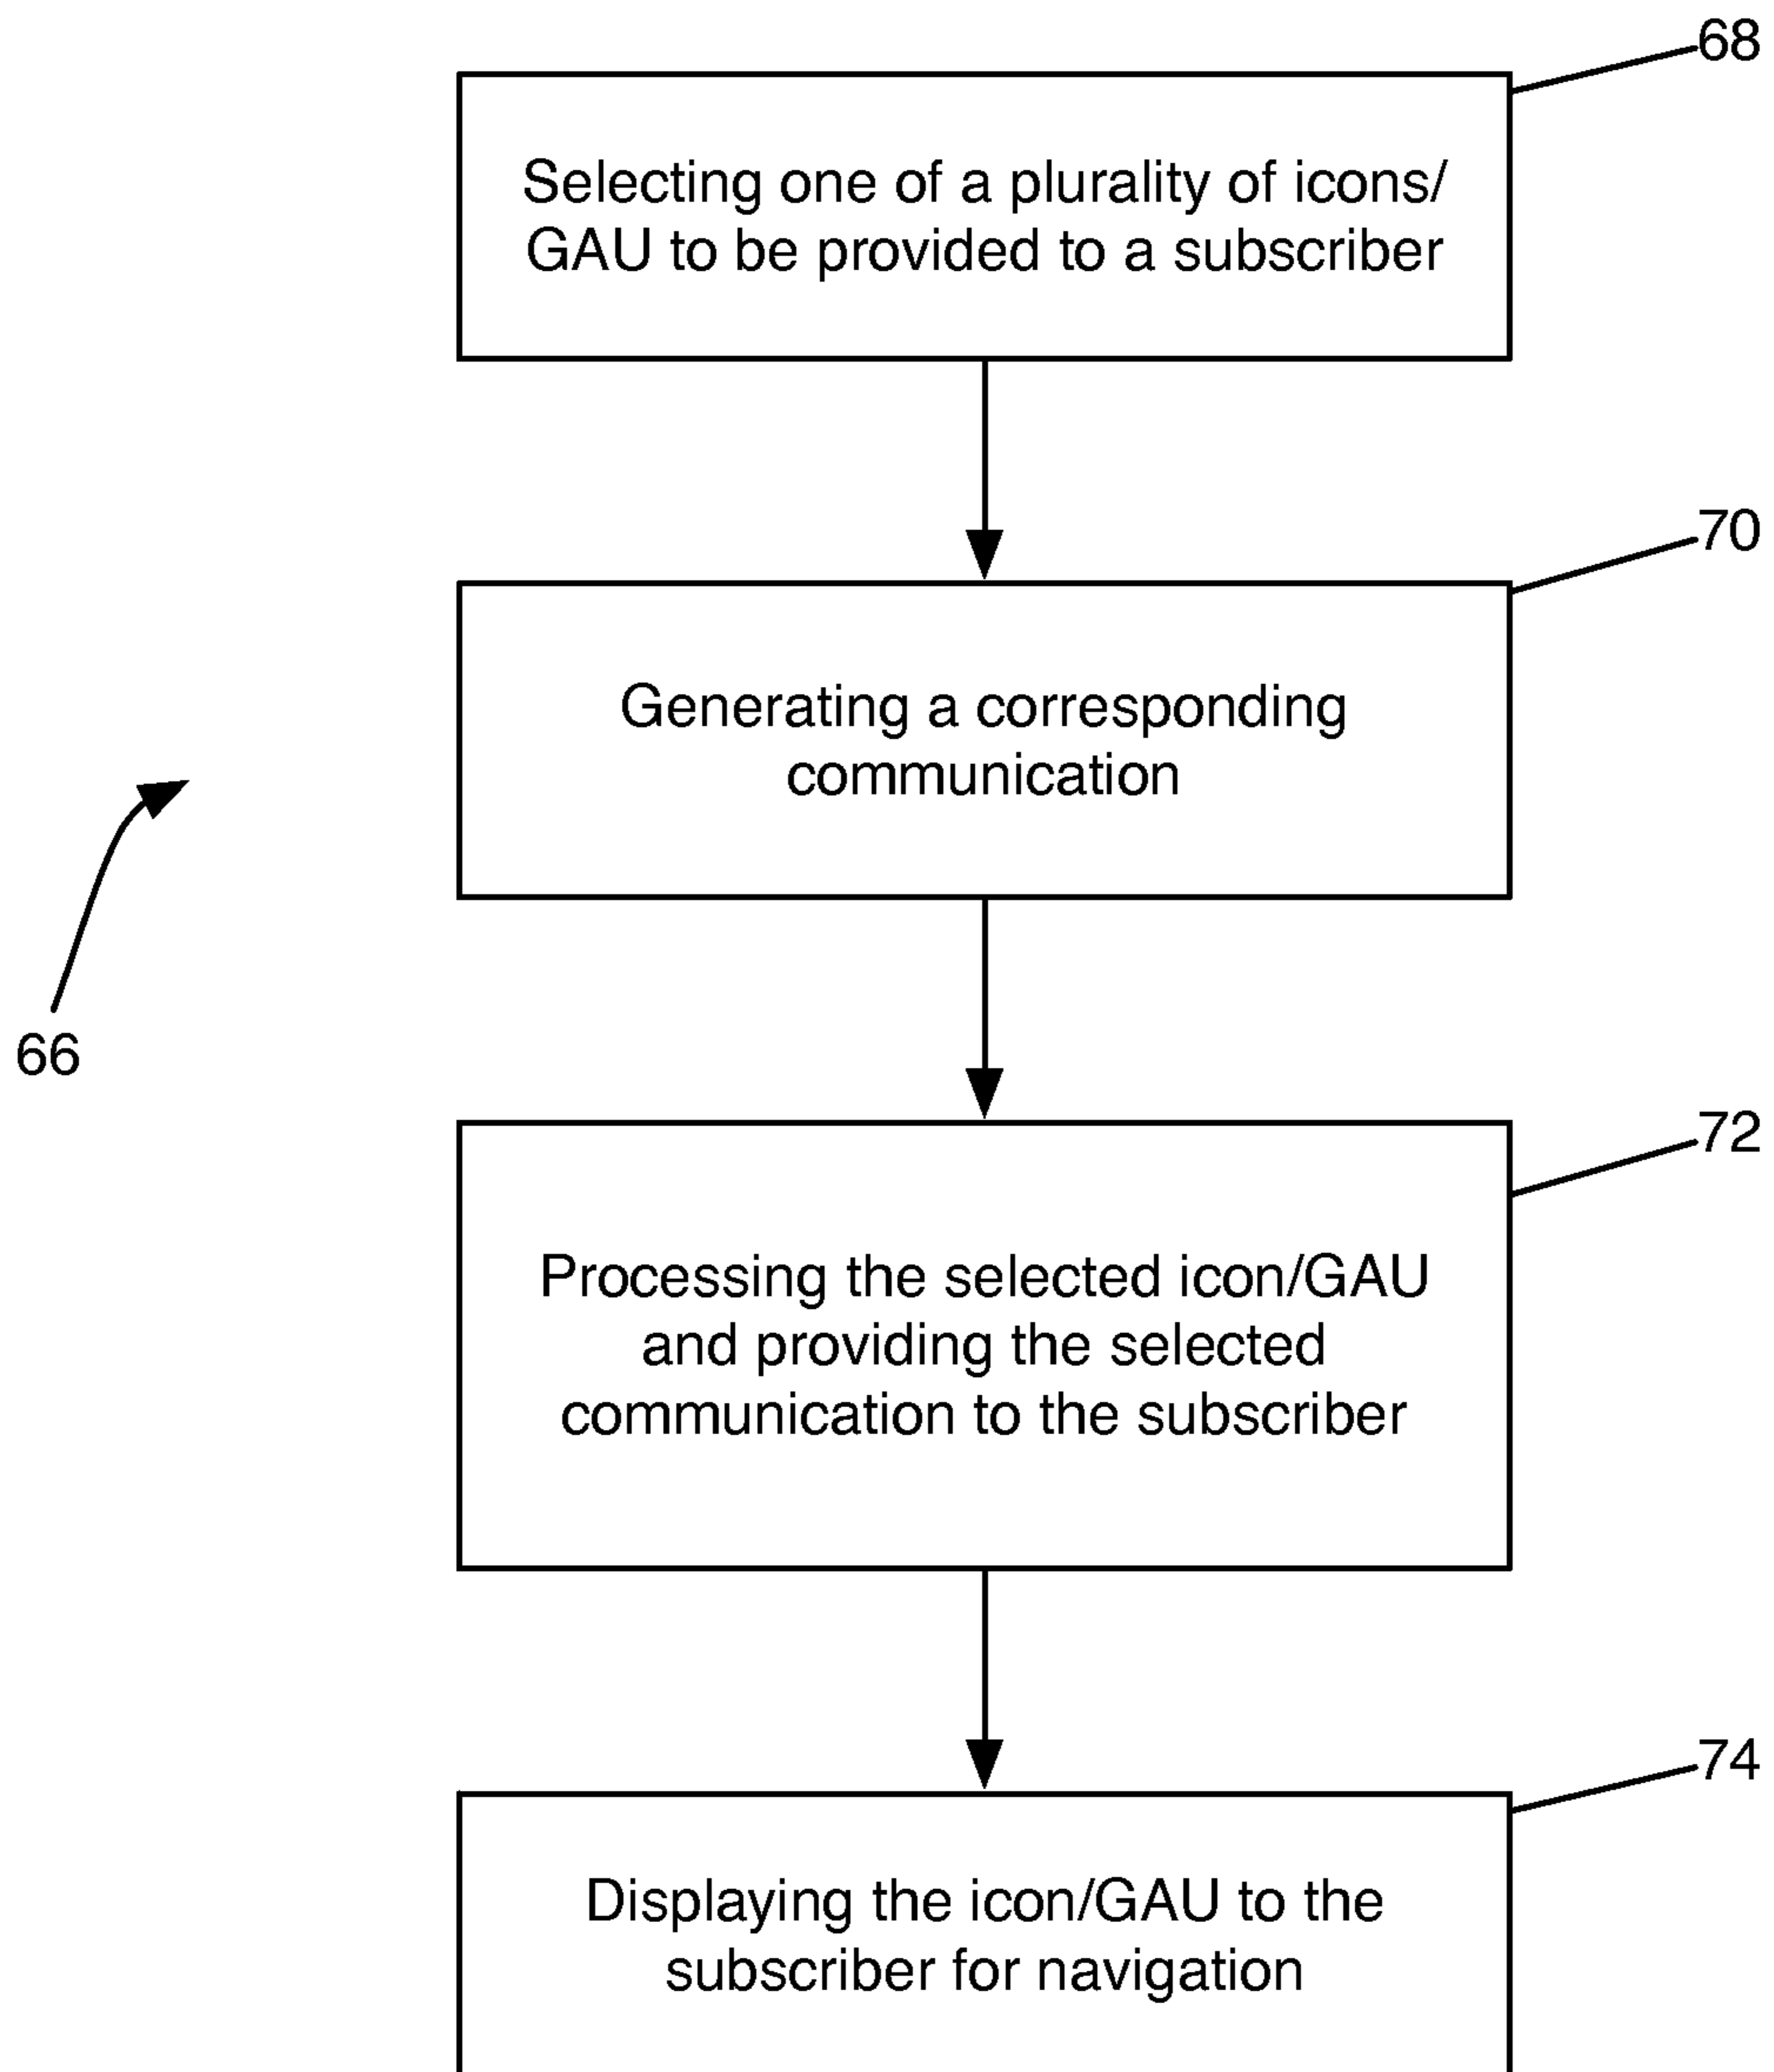 68
Selecting one of a plurality of icons/
GAU to be provided to a subscriber
70
Generating a corresponding
communication
66
72
Processing the selected icon/GAU
and providing the selected
communication to the subscriber
74
Displaying the icon/GAU to the
subscriber for navigation